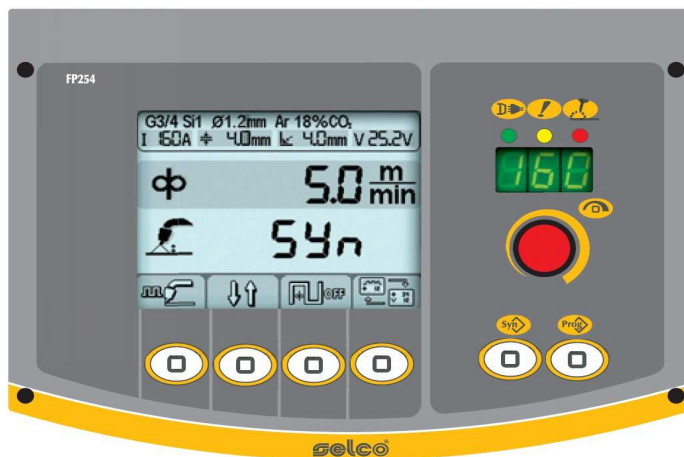 FP254
G3/4 Si1 Ø1.2mm Ar 18%CO₂
I 160A 4.0mm 4.0mm V 25.2V
5.0 m/min
SYn
OFF
160
Syn
Prog
selco